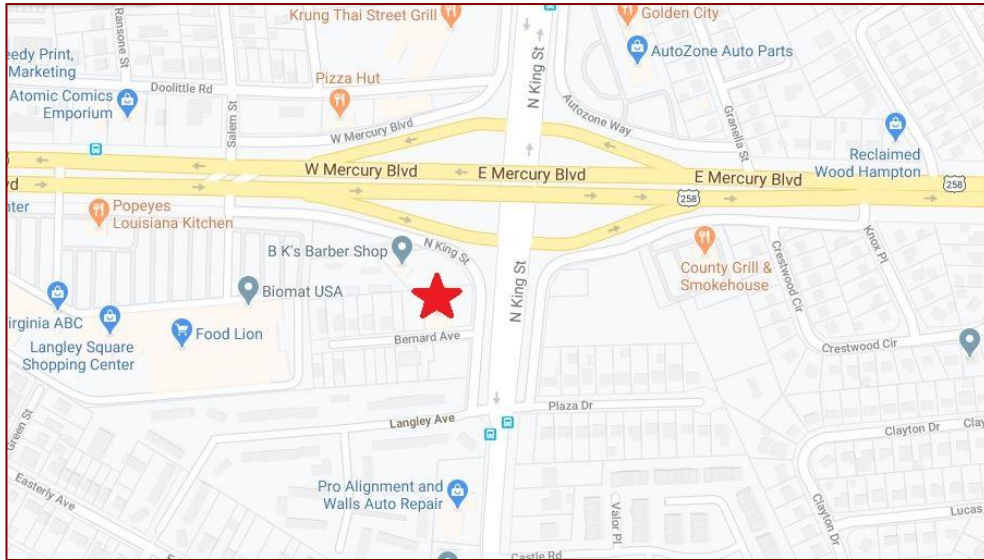 Krung Thai Street Grill
Golden City
Ransone St
eedy Print,
Marketing
AutoZone Auto Parts
Pizza Hut
Doolittle Rd
N King St
Atomic Comics
Emporium
Salem St
Autozone Way
Granella St
W Mercury Blvd
Reclaimed
Wood Hampton
W Mercury Blvd
E Mercury Blvd
E Mercury Blvd
vd
258
258
nter
Popeyes
Louisiana Kitchen
N King St
B K's Barber Shop
Knox Pl
Crestwood Cir
County Grill &
Smokehouse
Biomat USA
N King St
irginia ABC
Langley Square
Shopping Center
Food Lion
Bernard Ave
Crestwood Cir
Plaza Dr
Langley Ave
Green St
Clayton Dr
Clay
Easterly Ave
Pro Alignment and
Walls Auto Repair
Valor Pl
Clayton Dr
Lucas
Castle Rd
E